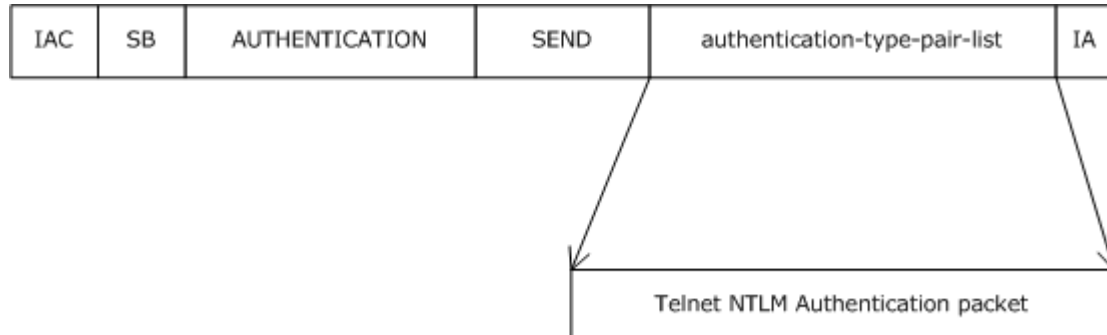 IAC SB AUTHENTICATION SEND authentication-type-pair-list IA
Telnet NTLM Authentication packet